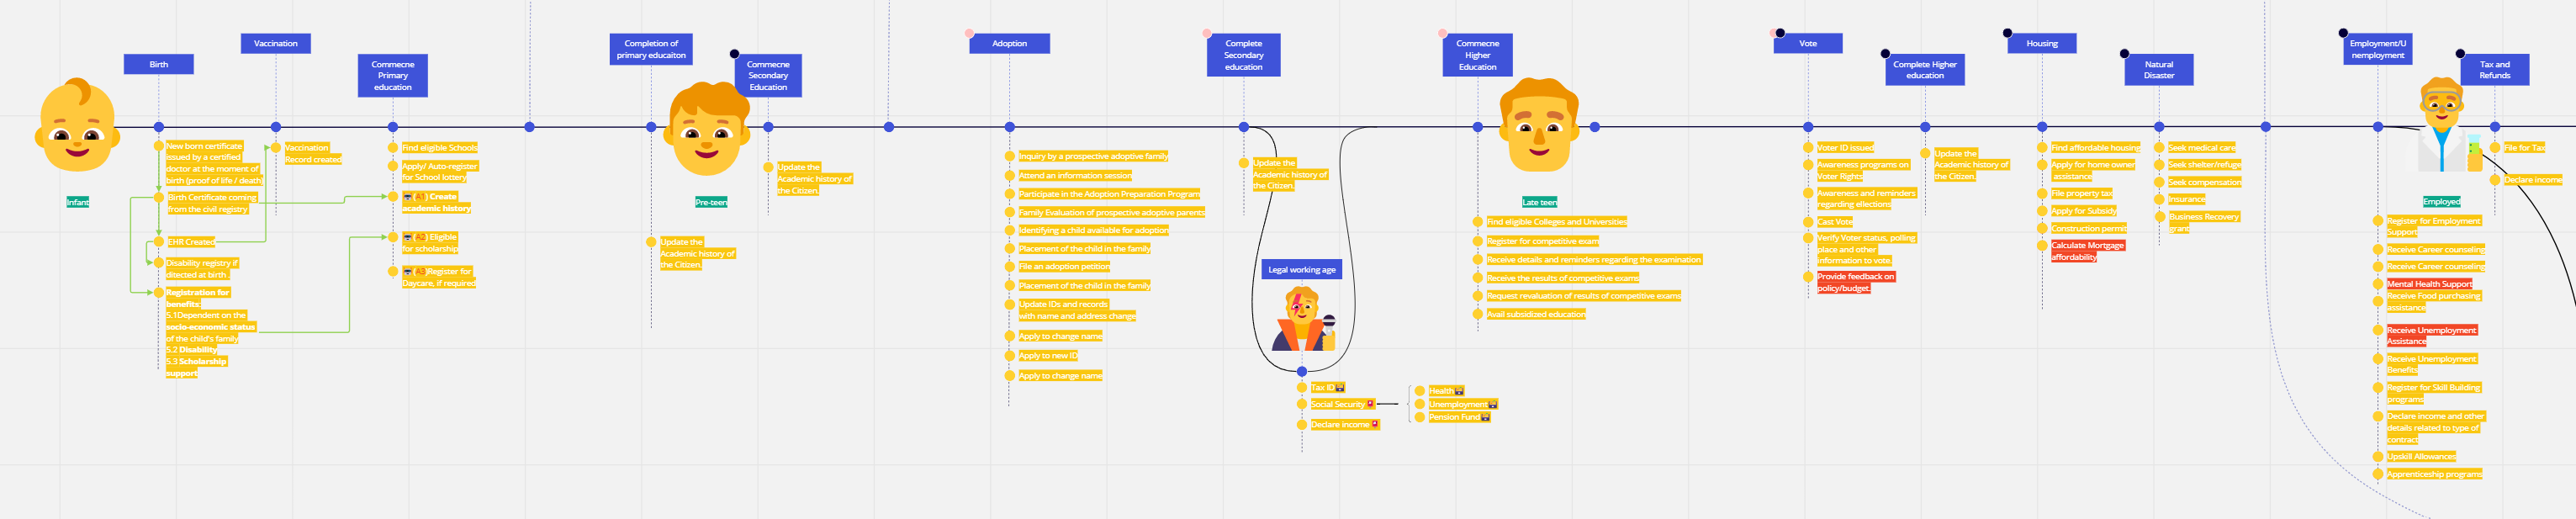 Birth
Vaccination
Commecne
Primary
education
Completion of
primary educaiton
Commecne
Secondary
Education
Adoption
Complete
Secondary
education
Commecne
Higher
Education
Vote
Complete Higher
education
Housing
Natural
Disaster
Employment/U
nemployment
Tax and
Refunds
Infant
New born certificate
issued by a certified
doctor at the moment of
birth (proof of life / death)
Birth Certificate coming
from the civil registry
EHR Created
Disability registry if
ditected at birth .
Registration for
benefits:
5.1Dependent on the
socio-economic status
of the child's family
5.2 Disability
5.3 Scholarship
support
Vaccination
Record created
Find eligible Schools
Apply/ Auto-register
for School lottery
(A1) Create
academic history
(A2) Eligible
for scholarship
(A3)Register for
Daycare, if required
Update the
Academic history of
the Citizen.
Pre-teen
Update the
Academic history of
the Citizen.
Inquiry by a prospective adoptive family
Attend an information session
Participate in the Adoption Preparation Program
Family Evaluation of prospective adoptive parents
Identifying a child available for adoption
Placement of the child in the family
File an adoption petition
Placement of the child in the family
Update IDs and records
with name and address change
Apply to change name
Apply to new ID
Apply to change name
Update the
Academic history of
the Citizen.
Legal working age
Tax ID
Social Security
Declare income
Health
Unemployment
Pension Fund
Late teen
Find eligible Colleges and Universities
Register for competitive exam
Receive details and reminders regarding the examination
Receive the results of competitive exams
Request revaluation of results of competitive exams
Avail subsidized education
Voter ID issued
Awareness programs on
Voter Rights
Awareness and reminders
regarding ellections
Cast Vote
Verify Voter status, polling
place and other
information to vote.
Provide feedback on
policy/budget.
Update the
Academic history of
the Citizen.
Find affordable housing
Apply for home owner
assistance
File property tax
Apply for Subsidy
Construction permit
Calculate Mortgage
affordability
Seek medical care
Seek shelter/refuge
Seek compensation
Insurance
Business Recovery
grant
Employed
Register for Employment
Support
Receive Career counseling
Receive Career counseling
Mental Health Support
Receive Food purchasing
assistance
Receive Unemployment
Assistance
Receive Unemployment
Benefits
Register for Skill Building
programs
Declare income and other
details related to type of
contract
Upskill Allowances
Apprenticeship programs
File for Tax
Declare income